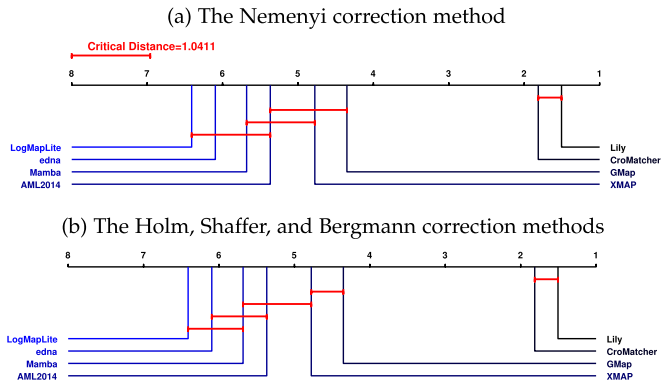 (a) The Nemenyi correction method
Critical Distance=1.0411
8 7 6 5 4 3 2 1
LogMapLite Lily
edna CroMatcher
Mamba GMap
AML2014 XMAP
(b) The Holm, Shaffer, and Bergmann correction methods
8 7 6 5 4 3 2 1
LogMapLite Lily
edna CroMatcher
Mamba GMap
AML2014 XMAP